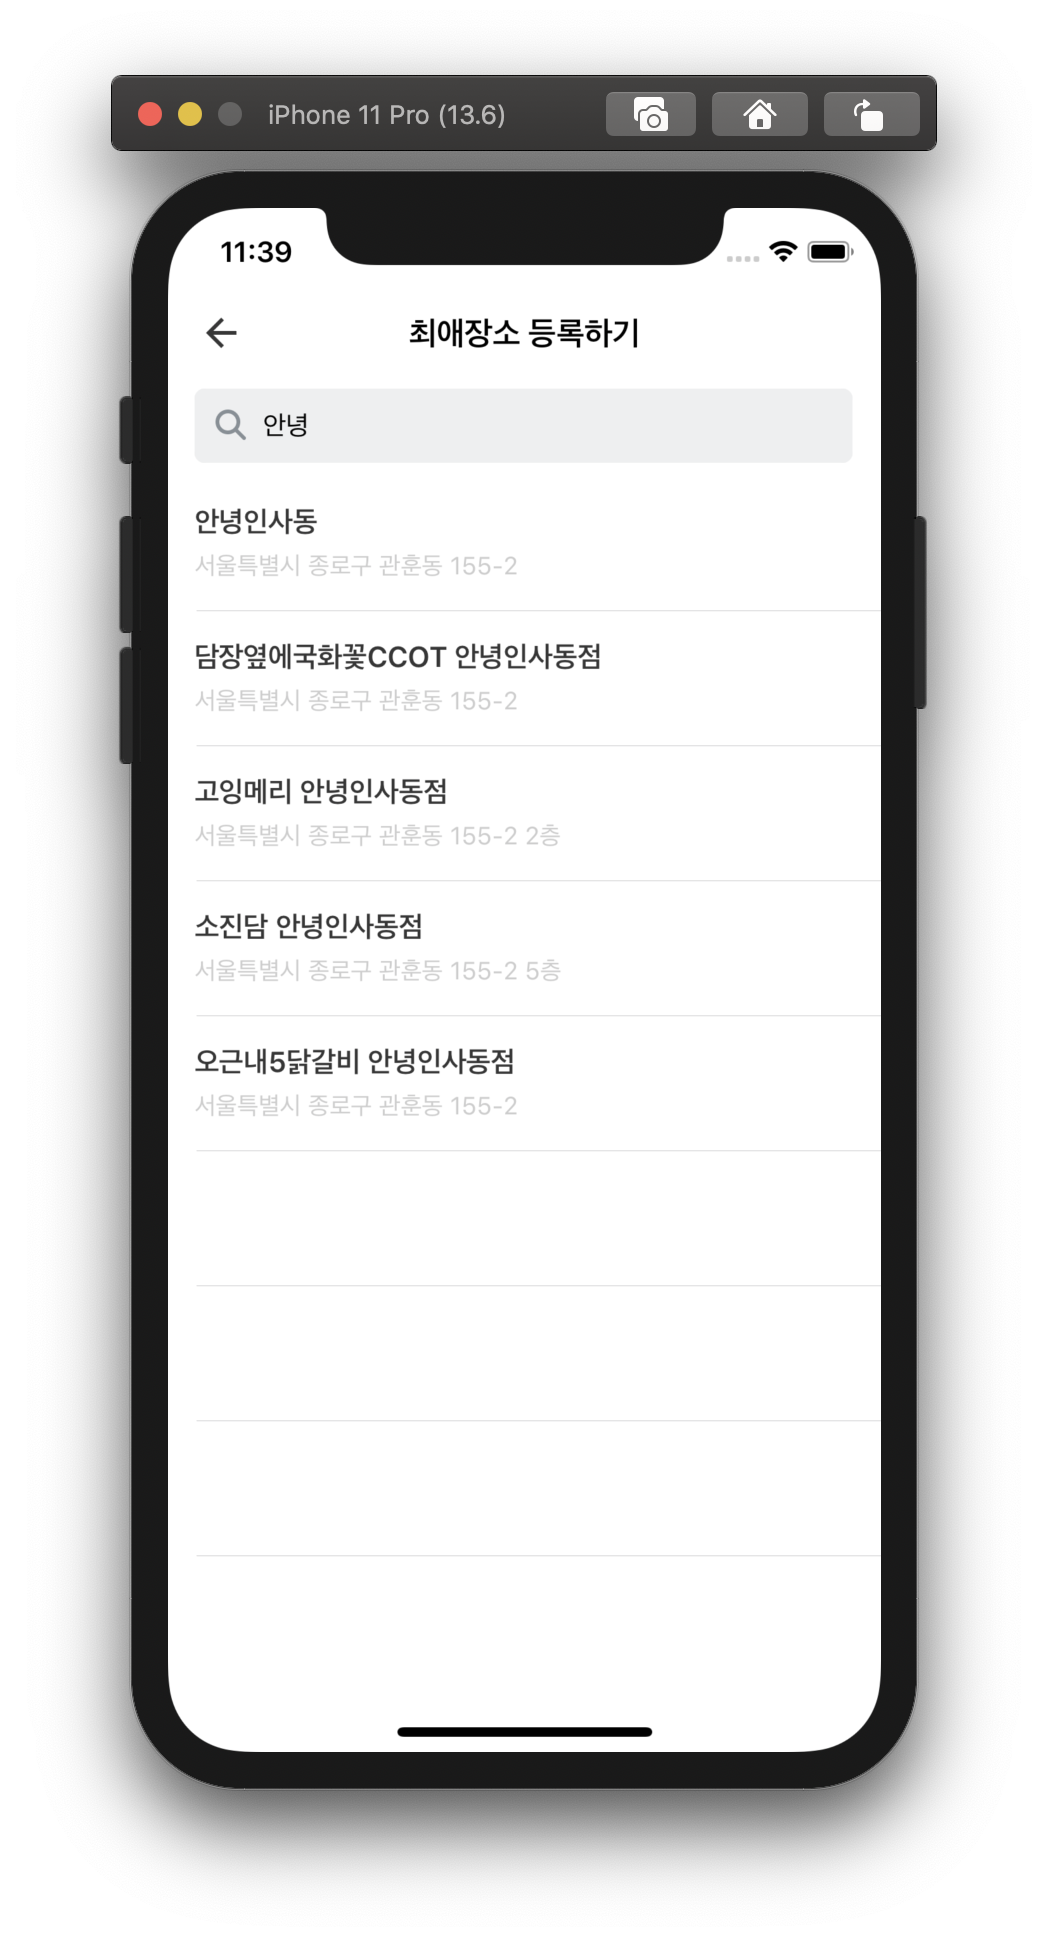 iPhone 11 Pro (13.6)
11:39
최애장소 등록하기
안녕
안녕인사동
서울특별시 종로구 관훈동 155-2
담장옆에국화꽃CCOT 안녕인사동점
서울특별시 종로구 관훈동 155-2
고잉메리 안녕인사동점
서울특별시 종로구 관훈동 155-2 2층
소진담 안녕인사동점
서울특별시 종로구 관훈동 155-2 5층
오근내5닭갈비 안녕인사동점
서울특별시 종로구 관훈동 155-2